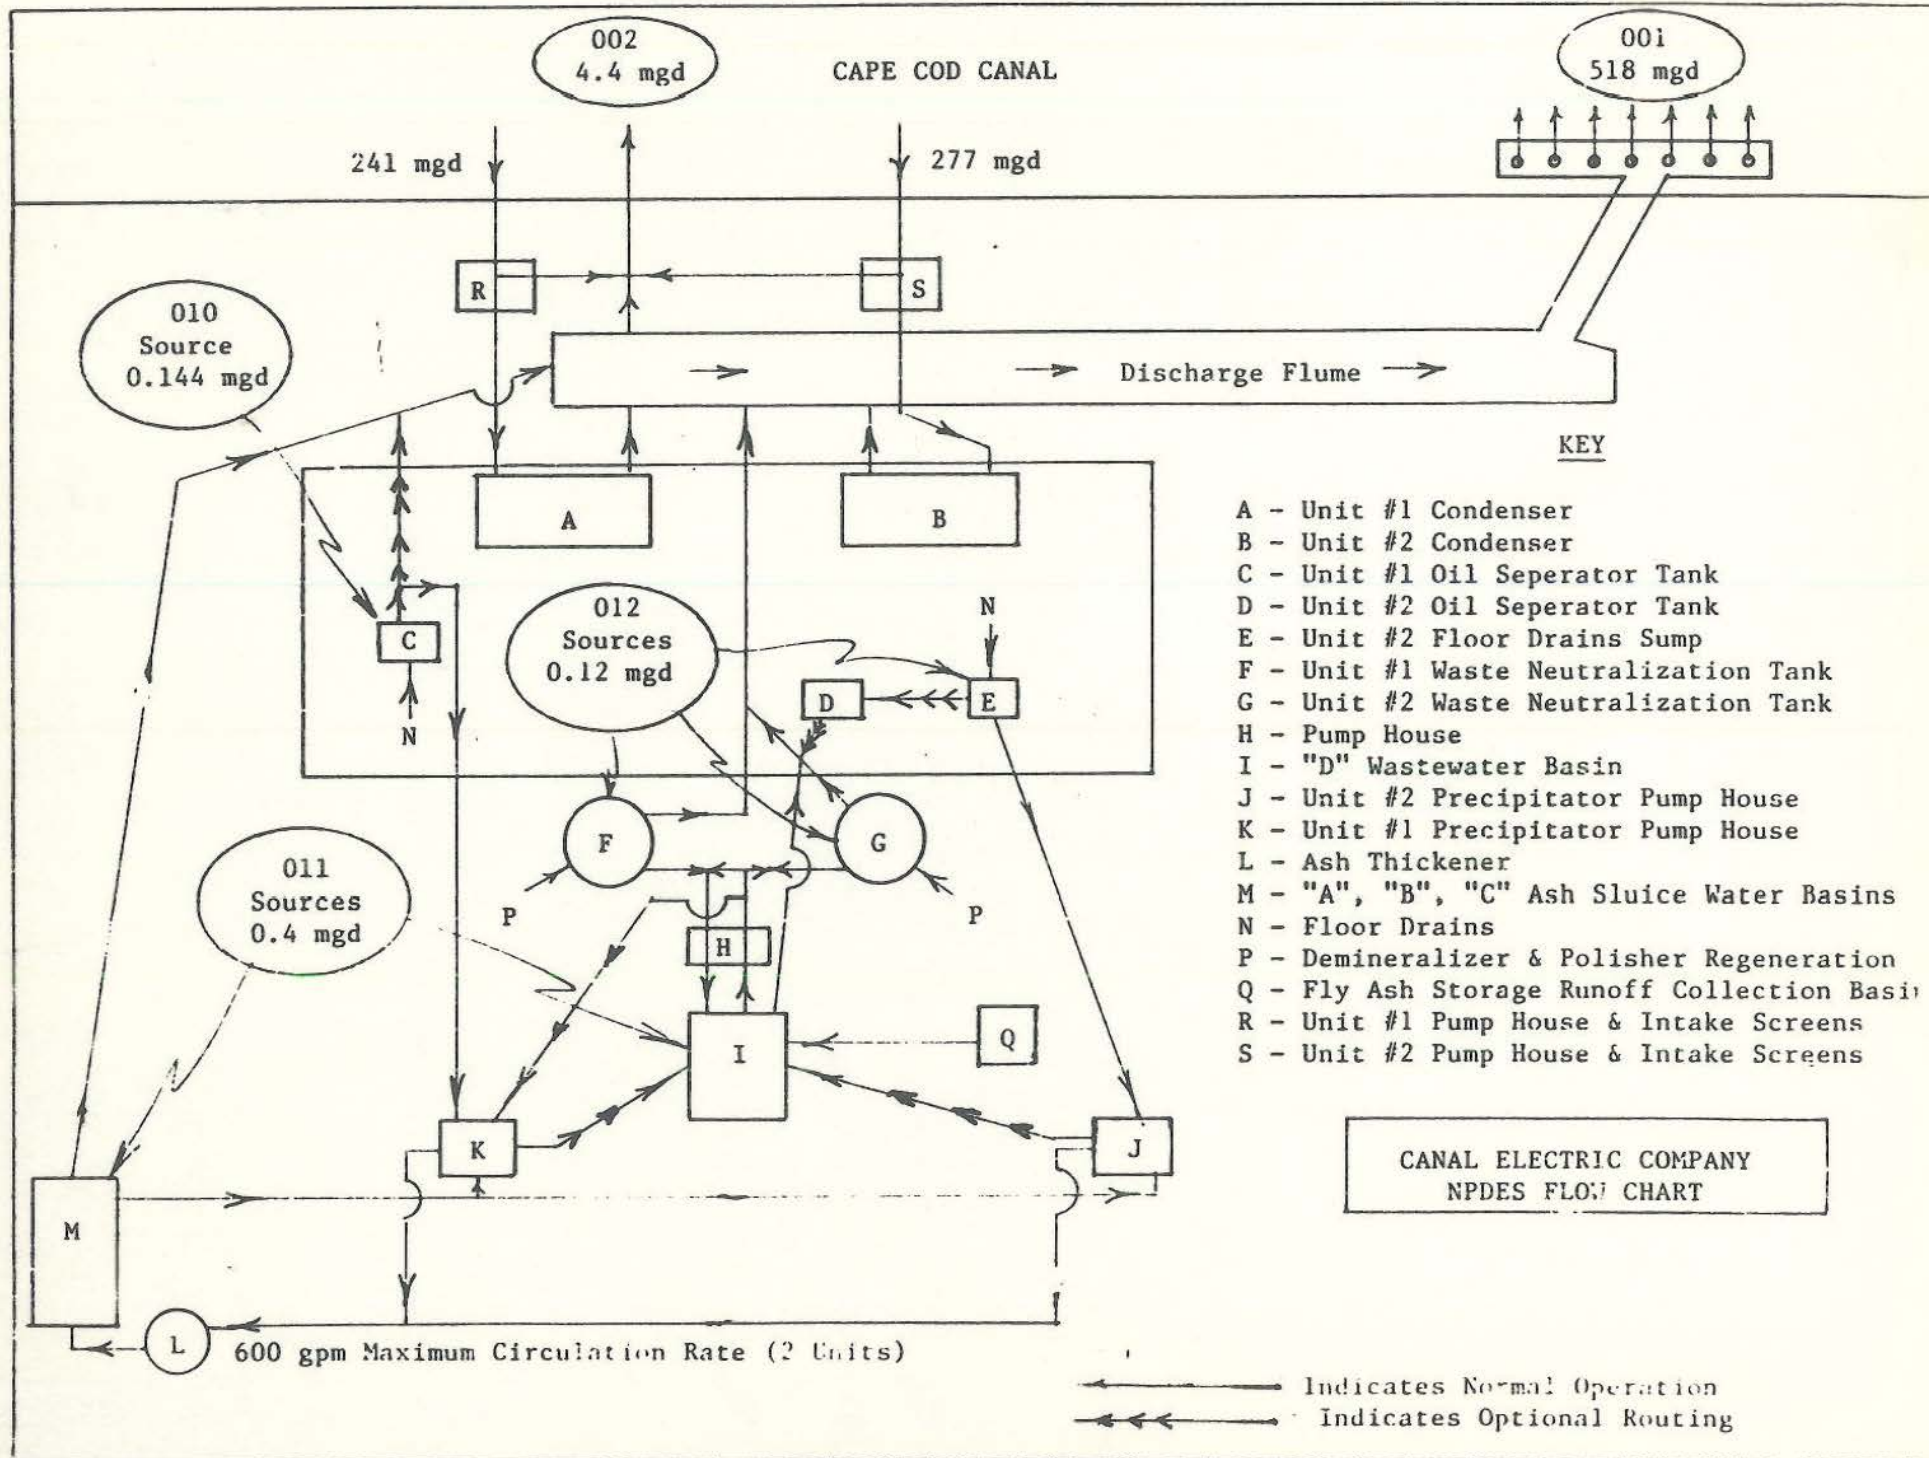 002
4.4 mgd
CAPE COD CANAL
001
518 mgd
241 mgd
277 mgd
R
S
010
Source
0.144 mgd
Discharge Flume
KEY
A - Unit #1 Condenser
B - Unit #2 Condenser
C - Unit #1 Oil Seperator Tank
D - Unit #2 Oil Seperator Tank
E - Unit #2 Floor Drains Sump
F - Unit #1 Waste Neutralization Tank
G - Unit #2 Waste Neutralization Tank
H - Pump House
I - "D" Wastewater Basin
J - Unit #2 Precipitator Pump House
K - Unit #1 Precipitator Pump House
L - Ash Thickener
M - "A", "B", "C" Ash Sluice Water Basins
N - Floor Drains
P - Demineralizer & Polisher Regeneration
Q - Fly Ash Storage Runoff Collection Basi
R - Unit #1 Pump House & Intake Screens
S - Unit #2 Pump House & Intake Screens
A
B
012
Sources
0.12 mgd
N
C
D
E
N
F
G
011
Sources
0.4 mgd
P
P
H
I
Q
K
J
M
L
600 gpm Maximum Circulation Rate (2 Units)
CANAL ELECTRIC COMPANY
NPDES FLOW CHART
Indicates Normal Operation
Indicates Optional Routing